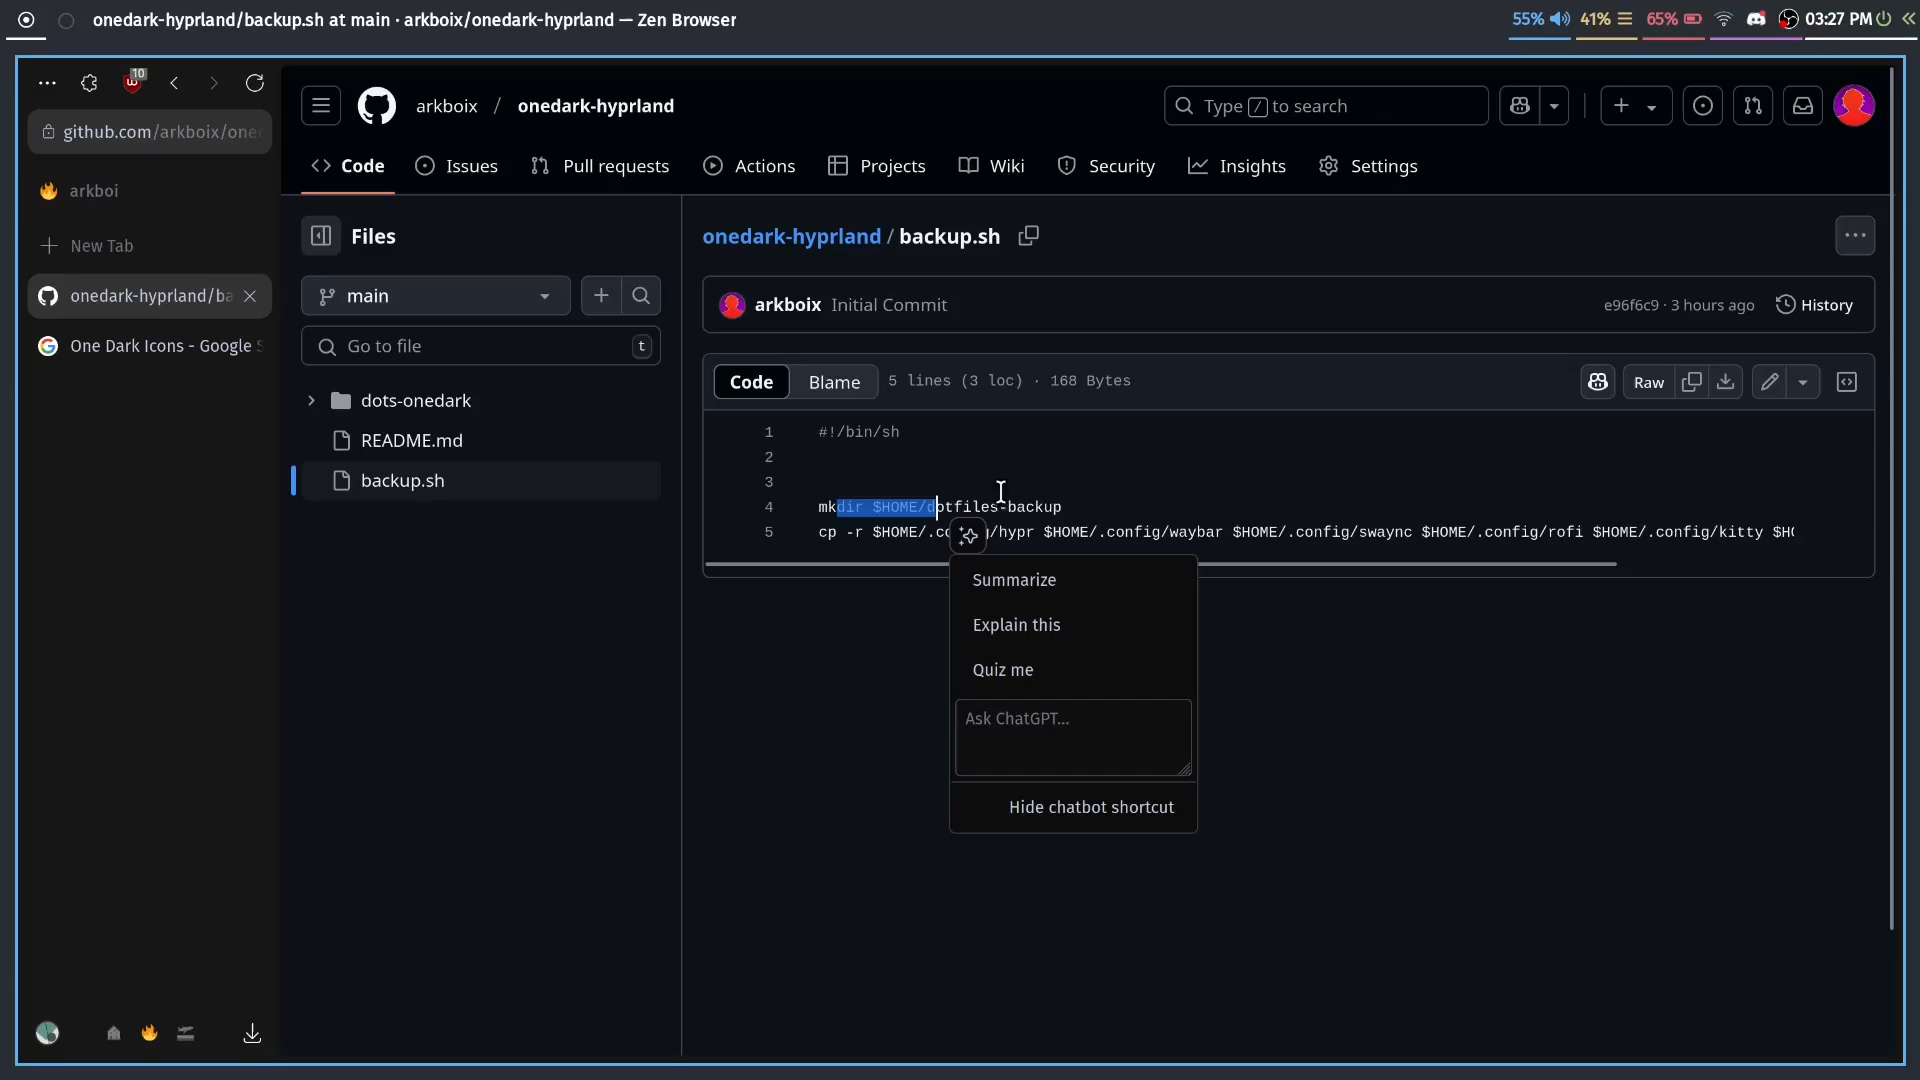 onedark-hyprland/backup.sh at main · arkboix/onedark-hyprland — Zen Browser
55% 41% 65% 03:27 PM
10
github.com/arkboix/one
arkboi
New Tab
onedark-hyprland/ba
One Dark Icons - Google S
arkboix / onedark-hyprland
Type / to search
Code Issues Pull requests Actions Projects Wiki Security Insights Settings
Files
main
Go to file t
dots-onedark
README.md
backup.sh
onedark-hyprland / backup.sh
arkboix Initial Commit e96f6c9 · 3 hours ago History
Code Blame 5 lines (3 loc) · 168 Bytes Raw
1 #!/bin/sh
2
3
4 mkdir $HOME/dotfiles-backup
5 cp -r $HOME/.co g/hypr $HOME/.config/waybar $HOME/.config/swaync $HOME/.config/rofi $HOME/.config/kitty $HO
Summarize
Explain this
Quiz me
Ask ChatGPT...
Hide chatbot shortcut